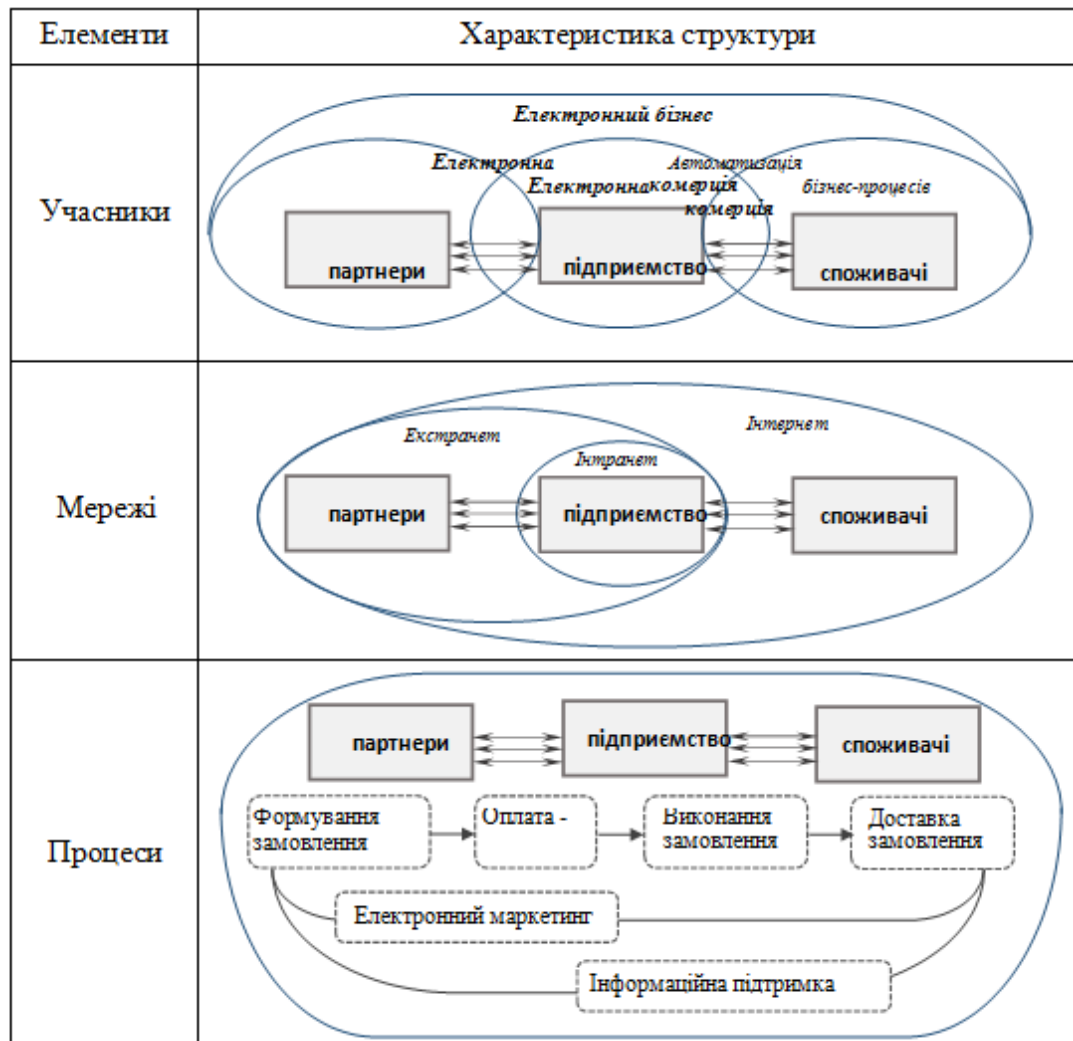 Елементи
Характеристика структури
Учасники
Електронний бізнес
Електронна
Автоматизація
Електронна
комерція
бізнес-процесів
комерція
партнери
підприємство
споживачі
Мережі
Екстранет
Інтернет
Інтранет
партнери
підприємство
споживачі
Процеси
партнери
підприємство
споживачі
Формування
замовлення
Оплата -
Виконання
замовлення
Доставка
замовлення
Електронний маркетинг
Інформаційна підтримка